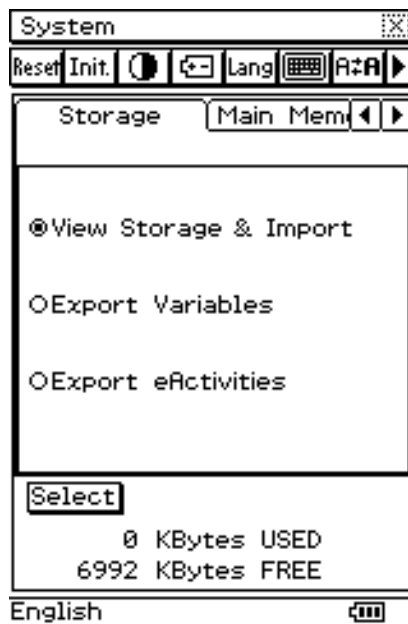 System
Reset Init. Lang A‡A
Storage Main Mem
View Storage & Import
Export Variables
Export eActivities
Select
0 KBytes USED
6992 KBytes FREE
English